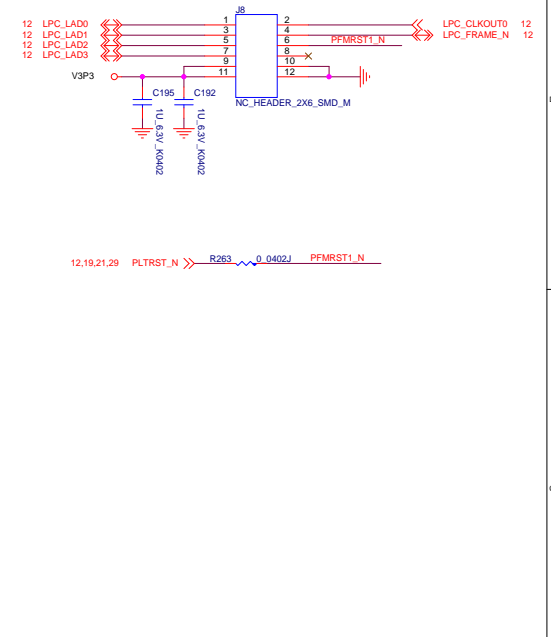 J8
12 LPC_LAD0 1 2 LPC_CLKOUT0 12
12 LPC_LAD1 3 4 LPC_FRAME_N 12
12 LPC_LAD2 5 6 PFMRST1_N
12 LPC_LAD3 7 8
9 10
V3P3 11 12
C195 C192
NC_HEADER_2X6_SMD_M
1U_6.3V_K0402 1U_6.3V_K0402
12,19,21,29 PLTRST_N R263 0_0402J PFMRST1_N